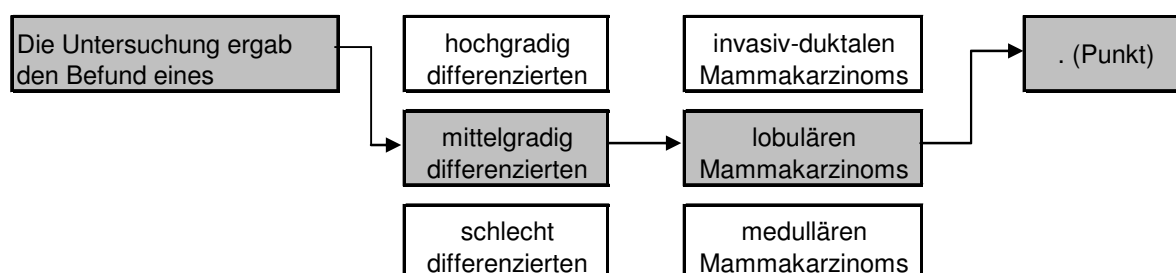 Die Untersuchung ergab
den Befund eines
hochgradig
differenzierten
mittelgradig
differenzierten
schlecht
differenzierten
invasiv-duktalen
Mammakarzinoms
lobulären
Mammakarzinoms
medullären
Mammakarzinoms
. (Punkt)